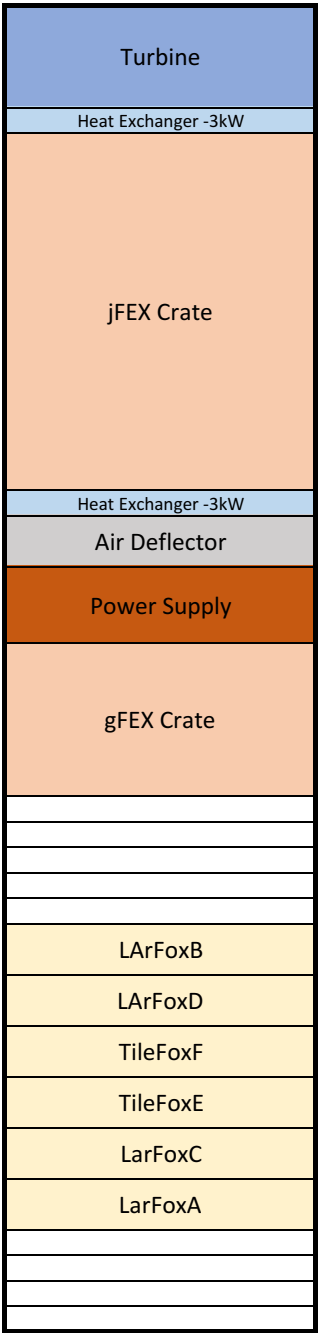 Turbine
Heat Exchanger -3kW
jFEX Crate
Heat Exchanger -3kW
Air Deflector
Power Supply
gFEX Crate
LArFoxB
LArFoxD
TileFoxF
TileFoxE
LarFoxC
LarFoxA